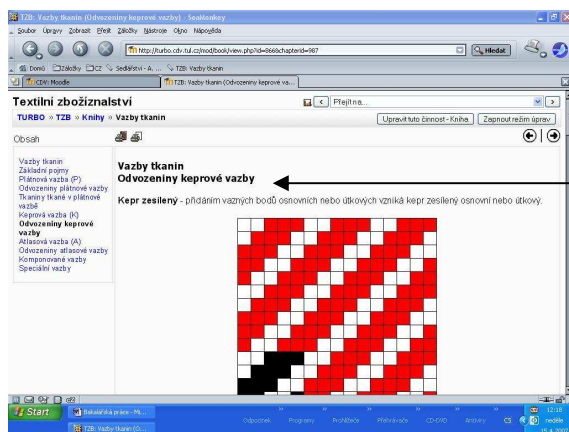 TZB: Vazby tkanin (Odvozeniny keprové vazby) - SeaMonkey
Soubor Úpravy Zobrazit Přejít Záložky Nástroje Okno Nápověda
http://turbo.cdv.tul.cz/mod/book/view.php?id=866&chapterid=987
Hledat
Domů Záložky CZ Sedlářství - A. ... Vazby tkanin
CDV: Moodle
TZB: Vazby tkanin (Odvozeniny keprové va...
Textilní zbožíznalství
Přejít na...
TURBO » TZB » Knihy » Vazby tkanin
Upravit tuto činnost - Kniha
Zapnout režim úprav
Obsah
Vazby tkanin
Základní pojmy
Plátnová vazba (P)
Odvozeniny plátnové vazby
Tkaniny tkané v plátnové
vazbě
Keprová vazba (K)
Odvozeniny keprové
vazby
Atlasová vazba (A)
Odvozeniny atlasové vazby
Komponované vazby
Speciální vazby
Vazby tkanin
Odvozeniny keprové vazby
Kepr zesílený - přidáním vazných bodů osnovních nebo útkových vzniká kepr zesílený osnovní nebo útkový.
Start
Bakalářská práce - Mi...
TZB: Vazby tkanin (O...
Odpočinek
Programy
Prohlížeče
Přehrávače
CD-DVD
Antiviry
CS
12:18
neděle
15.4.2007